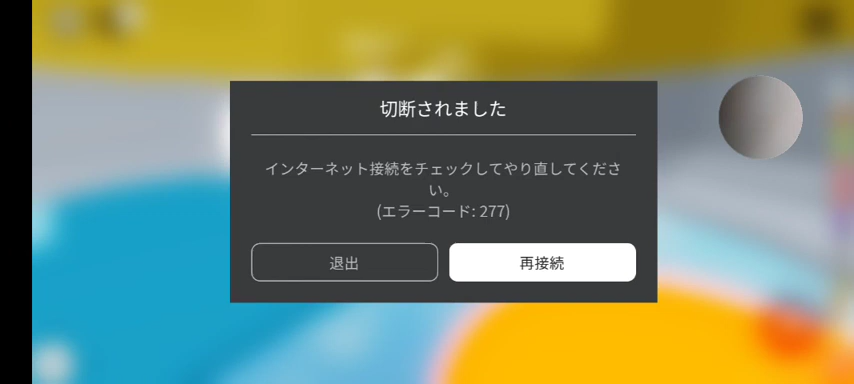 切断されました
インターネット接続をチェックしてやり直してくださ
い。
(エラーコード: 277)
退出
再接続